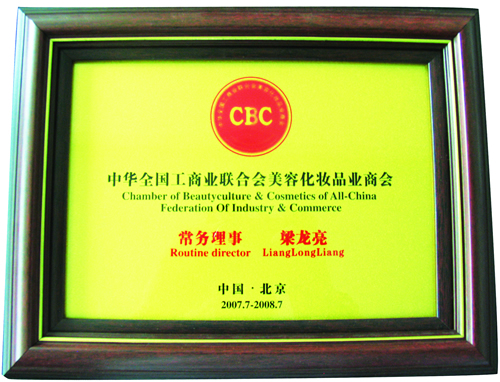 CBC
中华全国工商业联合会美容化妆品业商会
Chamber of Beautyculture & Cosmetics of All-China
Federation Of Industry & Commerce
常务理事 梁龙亮
Routine director LiangLongLiang
中国·北京
2007.7-2008.7